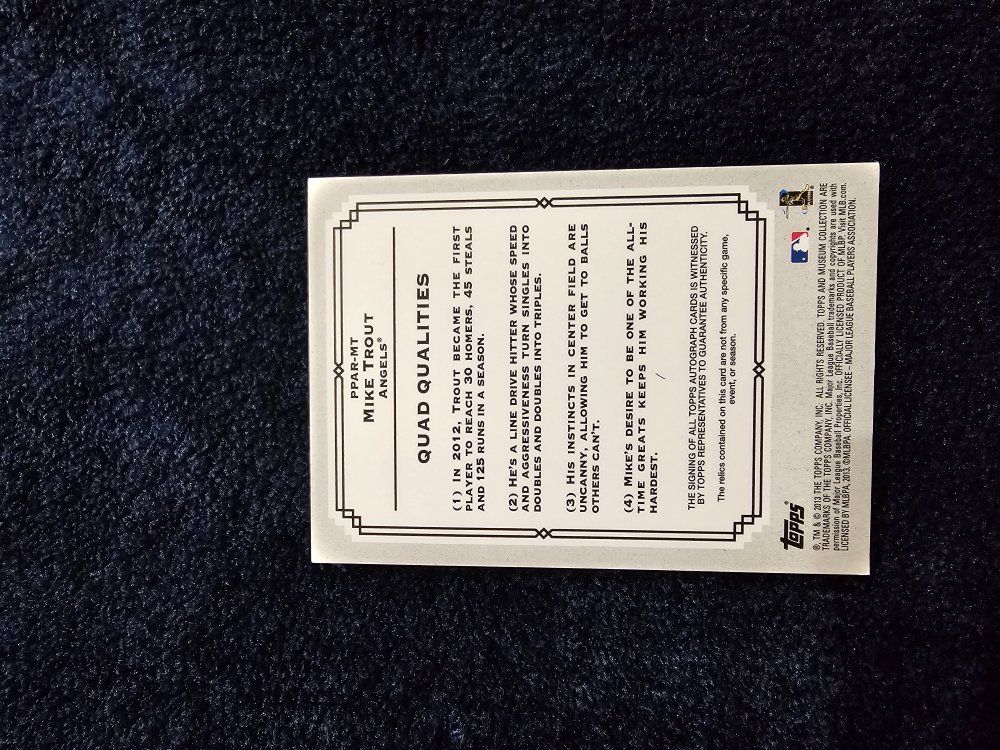 PPAR-MT
MIKE TROUT
ANGELS®
QUAD QUALITIES
(1) IN 2012, TROUT BECAME THE FIRST
PLAYER TO REACH 30 HOMERS, 45 STEALS
AND 125 RUNS IN A SEASON.
(2) HE'S A LINE DRIVE HITTER WHOSE SPEED
AND AGGRESSIVENESS TURN SINGLES INTO
DOUBLES AND DOUBLES INTO TRIPLES.
(3) HIS INSTINCTS IN CENTER FIELD ARE
UNCANNY, ALLOWING HIM TO GET TO BALLS
OTHERS CAN'T.
(4) MIKE'S DESIRE TO BE ONE OF THE ALL-
TIME GREATS KEEPS HIM WORKING HIS
HARDEST.
THE SIGNING OF ALL TOPPS AUTOGRAPH CARDS IS WITNESSED
BY TOPPS REPRESENTATIVES TO GUARANTEE AUTHENTICITY.
The relics contained on this card are not from any specific game,
event, or season.
topps®
®, TM & © 2013 THE TOPPS COMPANY, INC. ALL RIGHTS RESERVED. TOPPS AND MUSEUM COLLECTION ARE
TRADEMARKS OF THE TOPPS COMPANY, INC. Major League Baseball trademarks and copyrights are used with
permission of Major League Baseball Properties, Inc. OFFICIALLY LICENSED PRODUCT OF MLBP. Visit MLB.com.
LICENSED BY MLBPA, 2013. ©MLBPA. OFFICIAL LICENSEE – MAJOR LEAGUE BASEBALL PLAYERS ASSOCIATION.